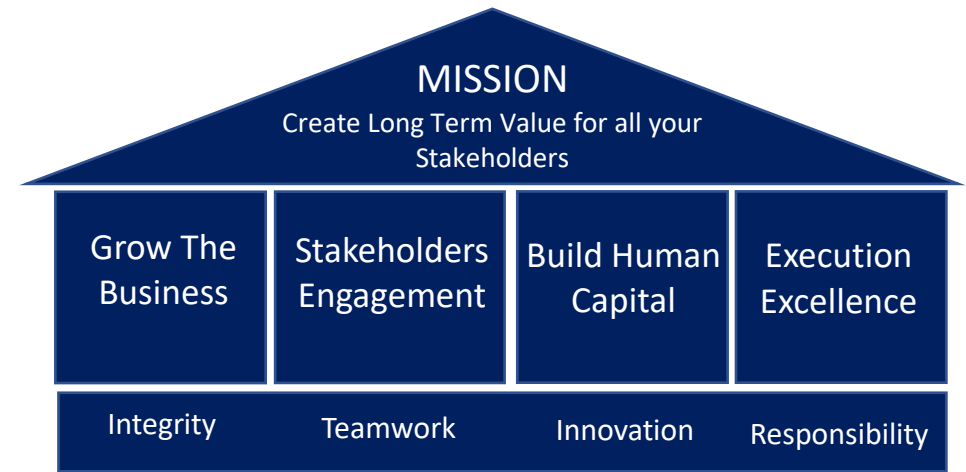 MISSION
Create Long Term Value for all your
Stakeholders
Grow The
Business
Stakeholders
Engagement
Build Human
Capital
Execution
Excellence
Integrity
Teamwork
Innovation
Responsibility